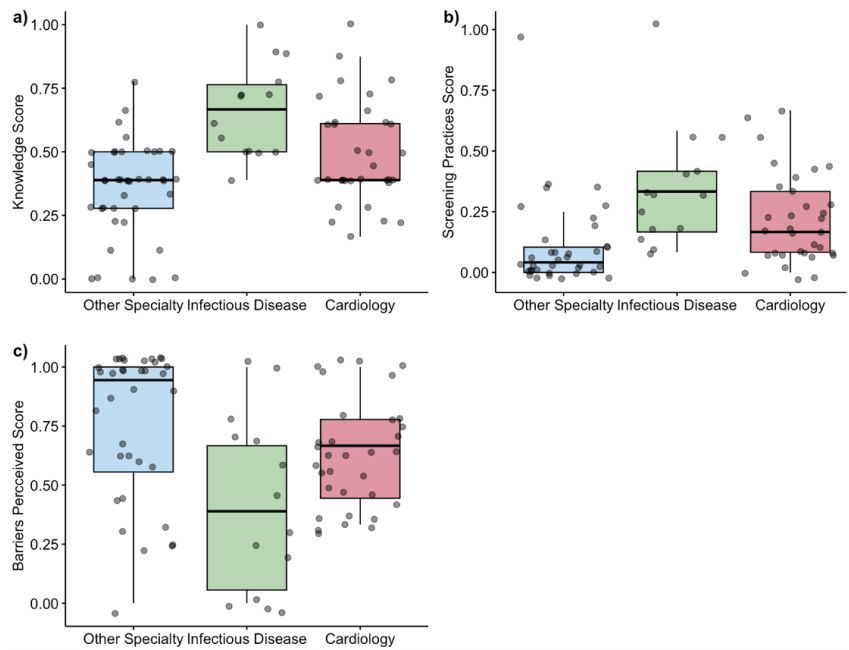 a)
Knowledge Score
1.00
0.75
0.50
0.25
0.00
Other Specialty Infectious Disease Cardiology
b)
Screening Practices Score
1.00
0.75
0.50
0.25
0.00
Other Specialty Infectious Disease Cardiology
c)
Barriers Percceived Score
1.00
0.75
0.50
0.25
0.00
Other Specialty Infectious Disease Cardiology